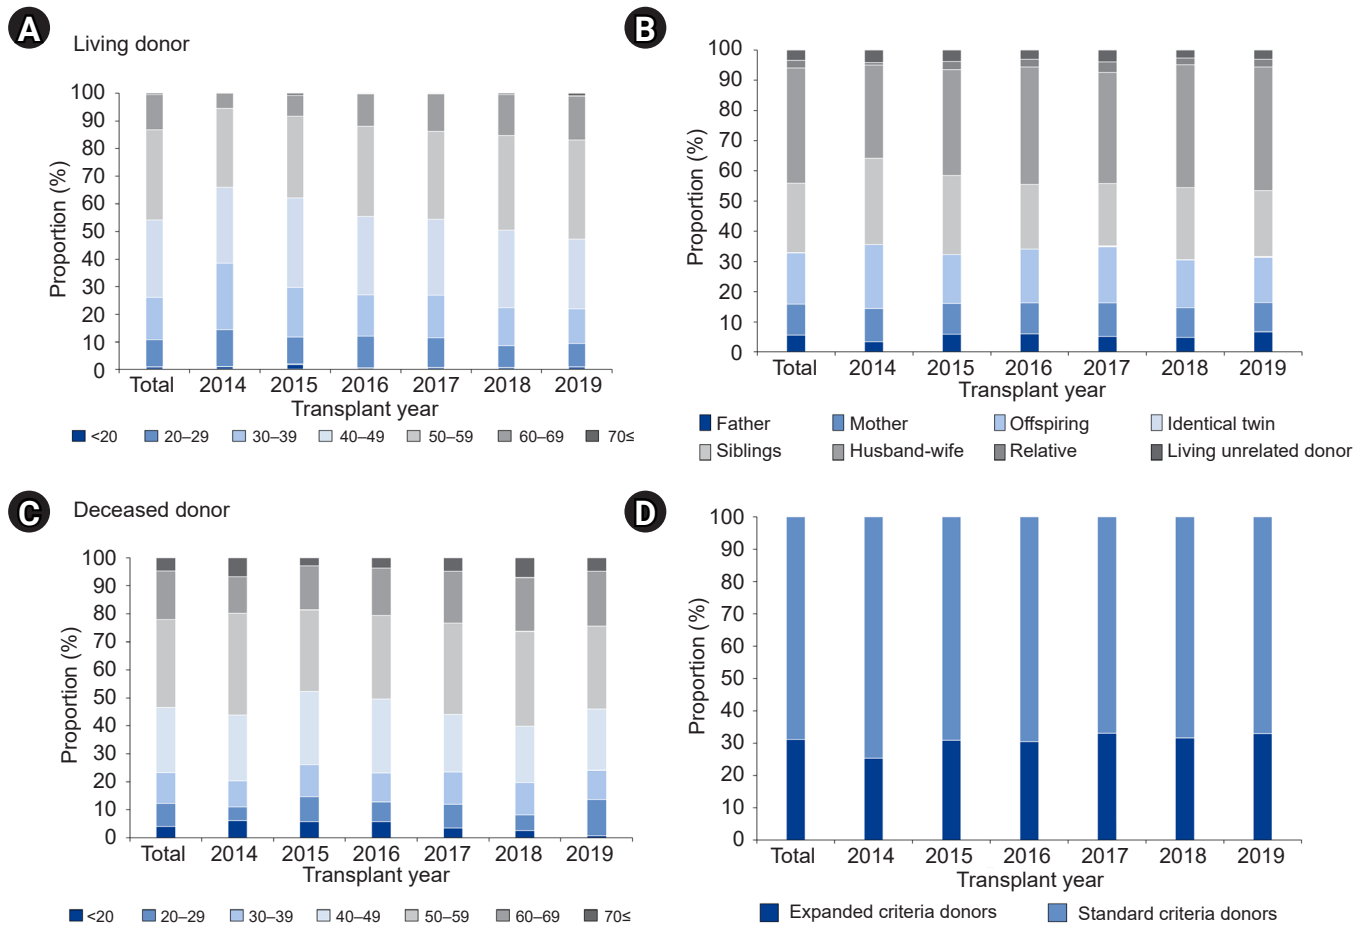 A
Living donor
Proportion (%)
100
90
80
70
60
50
40
30
20
10
0
Total 2014 2015 2016 2017 2018 2019
Transplant year
<20 20–29 30–39 40–49 50–59 60–69 70≤
B
Proportion (%)
100
90
80
70
60
50
40
30
20
10
0
Total 2014 2015 2016 2017 2018 2019
Transplant year
Father Mother Offspiring Identical twin
Siblings Husband-wife Relative Living unrelated donor
C
Deceased donor
Proportion (%)
100
90
80
70
60
50
40
30
20
10
0
Total 2014 2015 2016 2017 2018 2019
Transplant year
<20 20–29 30–39 40–49 50–59 60–69 70≤
D
Proportion (%)
100
90
80
70
60
50
40
30
20
10
0
Total 2014 2015 2016 2017 2018 2019
Transplant year
Expanded criteria donors Standard criteria donors